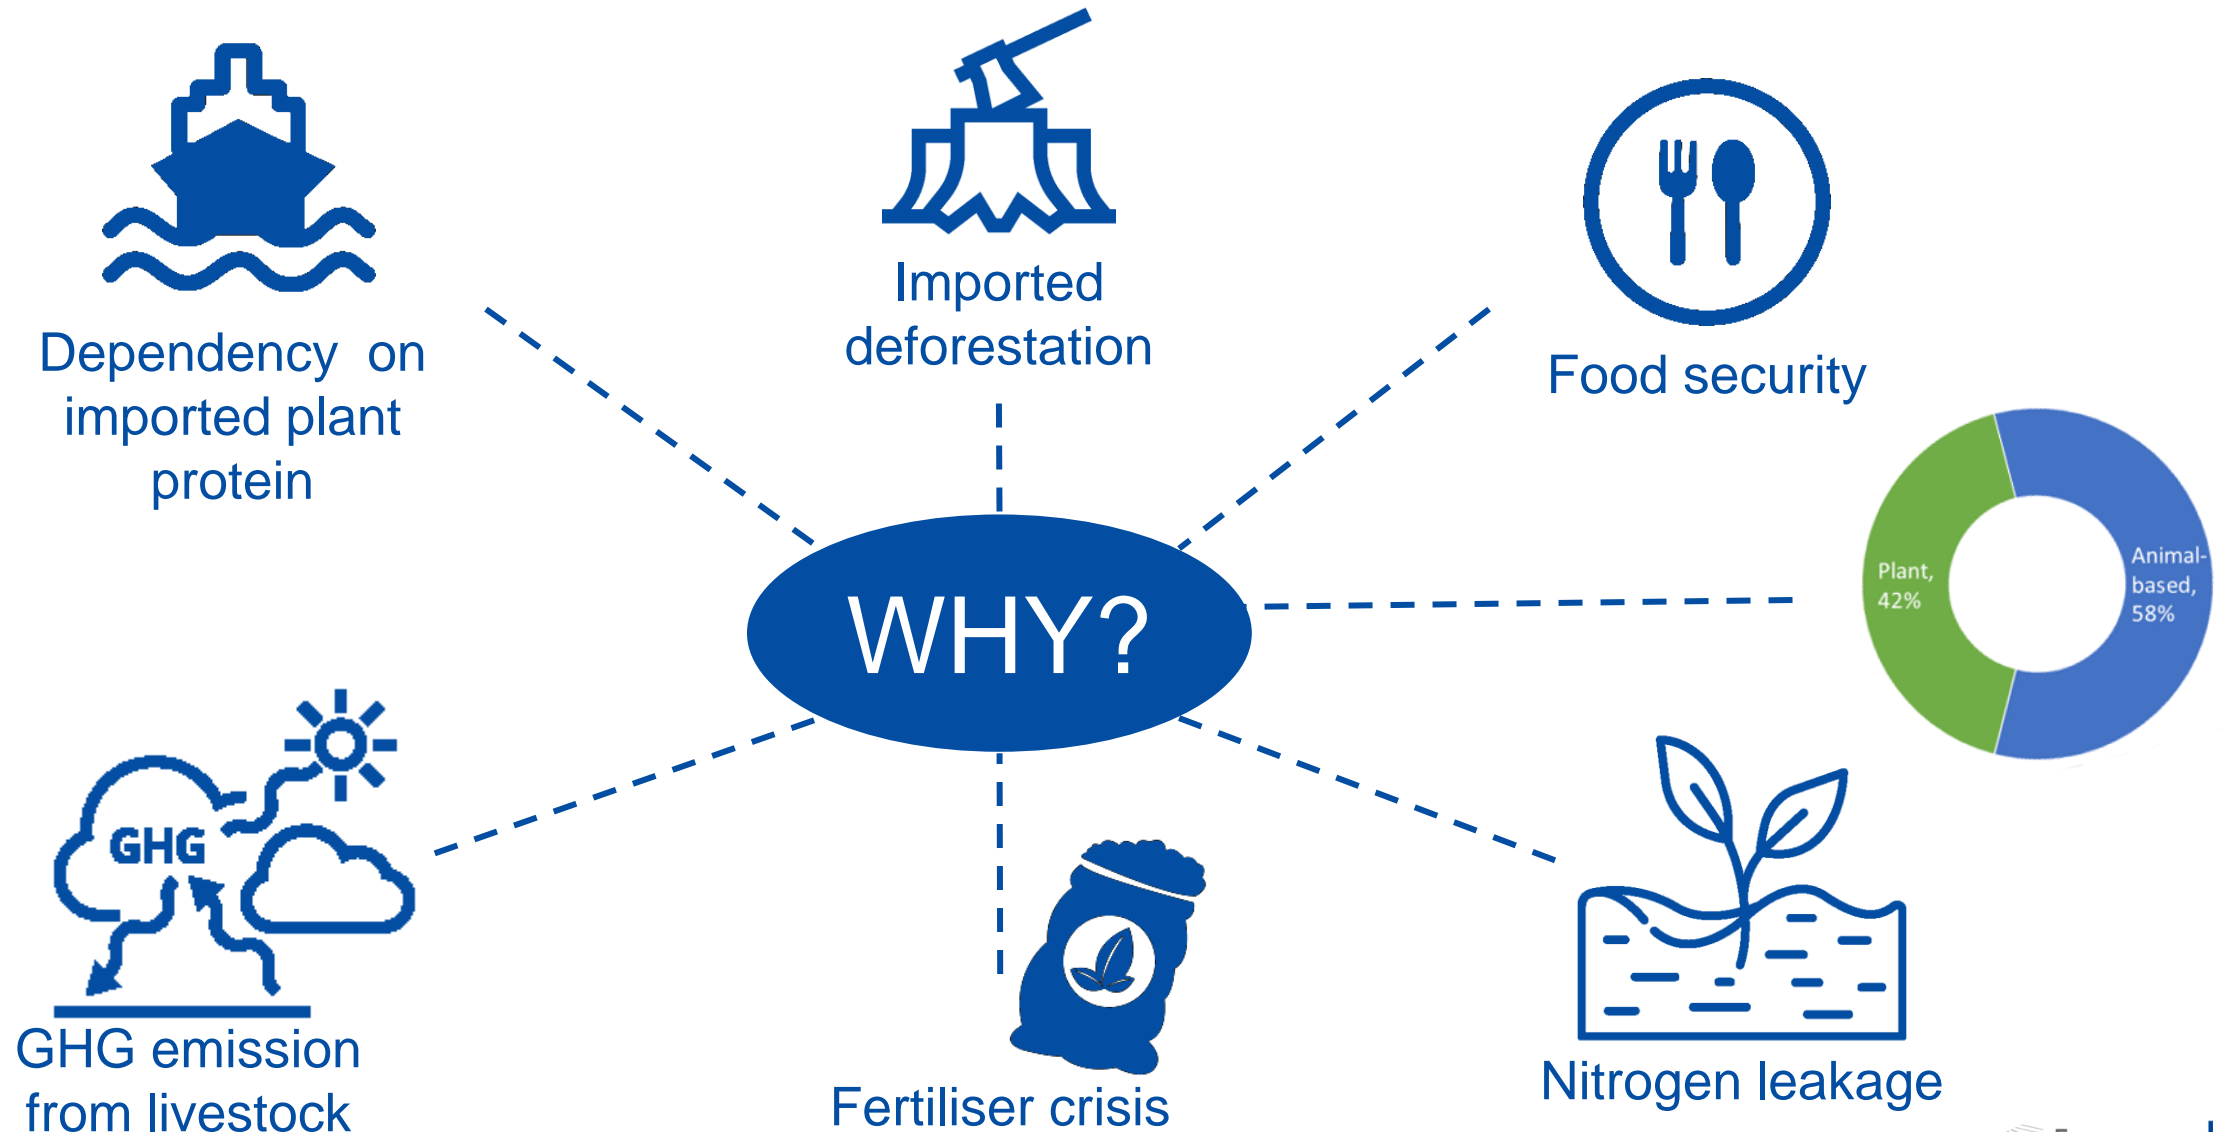 Dependency  on
imported plant
protein
Imported
deforestation
Food security
WHY?
Plant,
42%
Animal-
based,
58%
GHG
GHG emission
from livestock
Fertiliser crisis
Nitrogen leakage